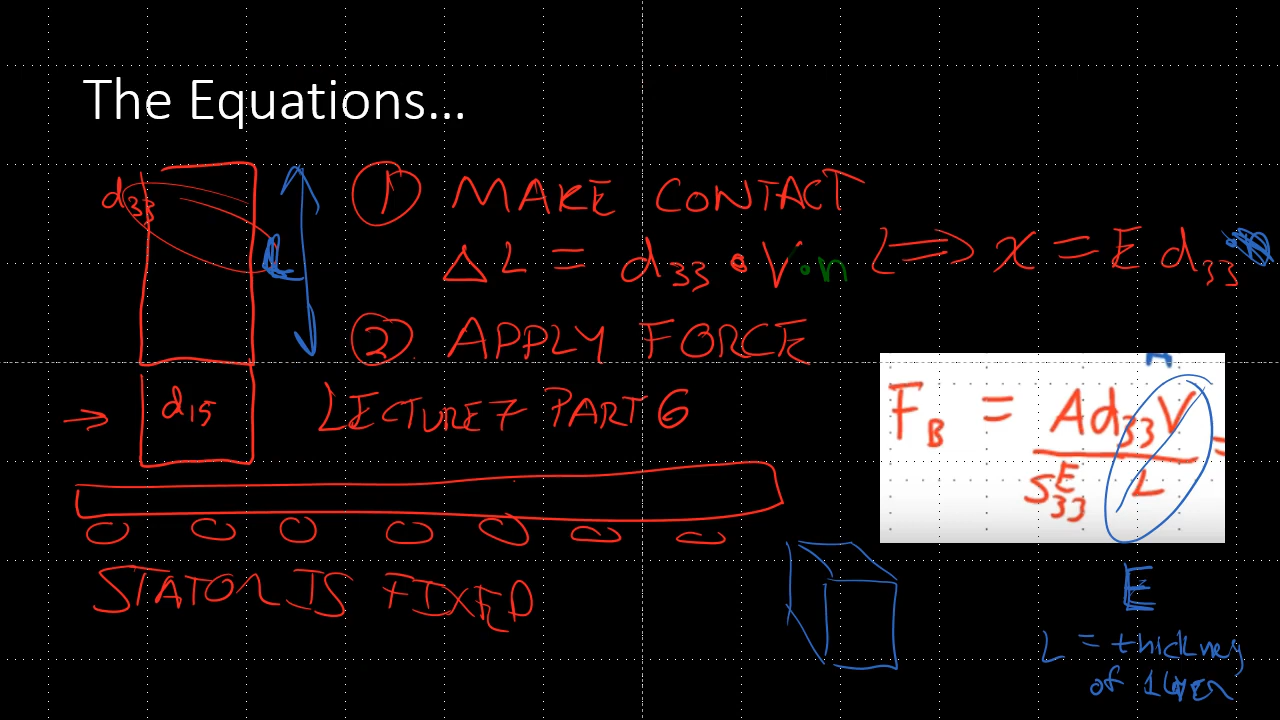 The Equations...
d33
① MAKE CONTACT
ΔL = d33 · V · n ⟺ x = E d33
L
② APPLY FORCE
→ d15
LECTURE 7 PART 6
F_B = A d33 V / S^E_33 L =
STATOR IS FIXED
E
L = thickness
of 1 layer